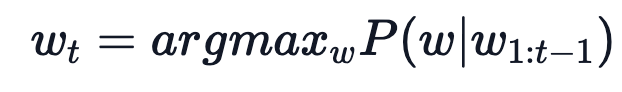 w_t = argmax_w P(w|w_{1:t−1})